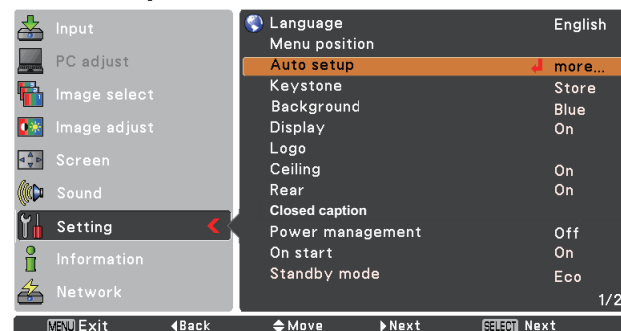 Input
PC adjust
Image select
Image adjust
Screen
Sound
Setting
Information
Network
Language English
Menu position
Auto setup more...
Keystone Store
Background Blue
Display On
Logo
Ceiling On
Rear On
Closed caption
Power management Off
On start On
Standby mode Eco
1/2
MENU Exit Back Move Next SELECT Next